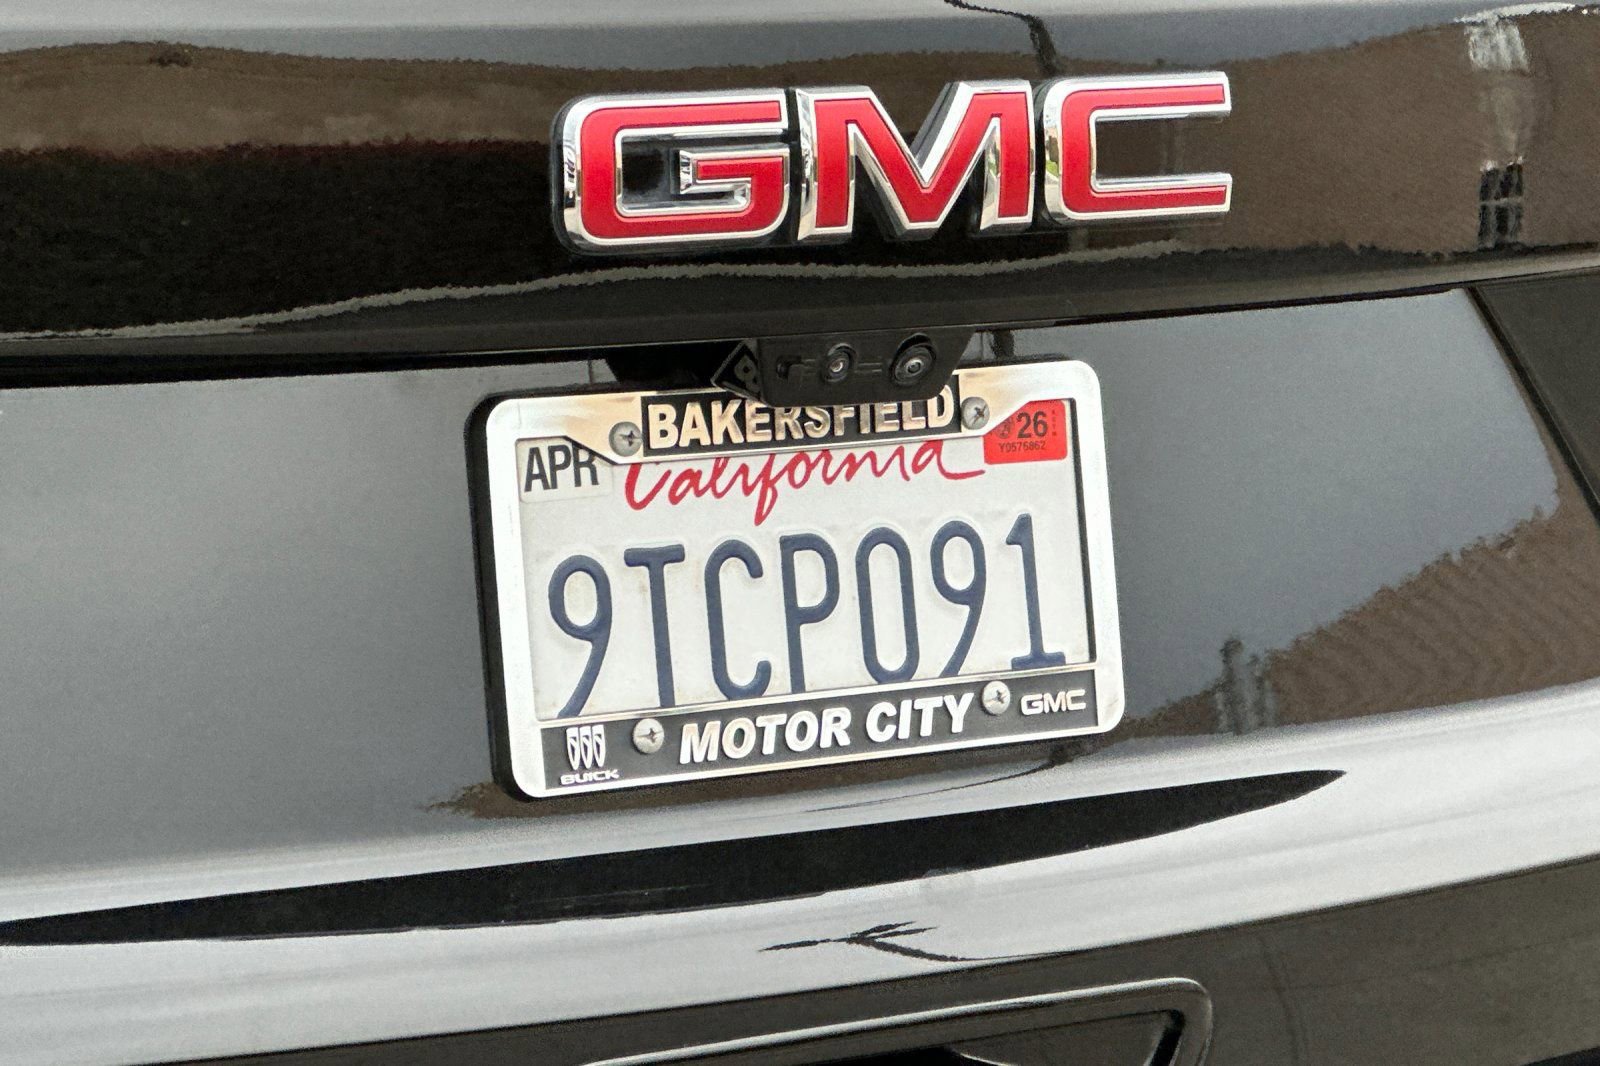 GMC
BAKERSFIELD
APR
California
26
Y0576862
9TCP091
BUICK
MOTOR CITY
GMC